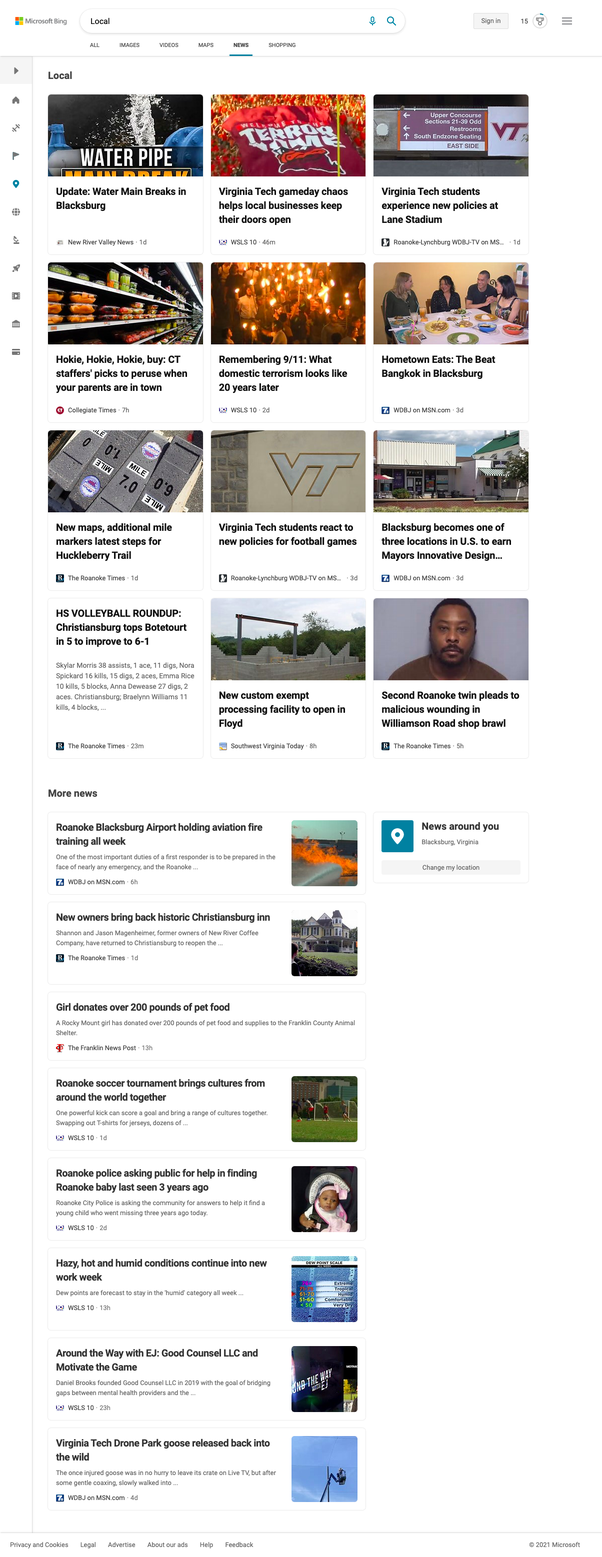 Microsoft Bing
Local
Sign in
15
ALL
IMAGES
VIDEOS
MAPS
NEWS
SHOPPING
Local
WATER PIPE
MAIN BREAK
Update: Water Main Breaks in
Blacksburg
New River Valley News · 1d
TERROR
DOME
Virginia Tech gameday chaos
helps local businesses keep
their doors open
WSLS 10 · 46m
Upper Concourse
Sections 21-39 Odd
Restrooms
South Endzone Seating
EAST SIDE
VT
Virginia Tech students
experience new policies at
Lane Stadium
Roanoke-Lynchburg WDBJ-TV on MS... · 1d
Hokie, Hokie, Hokie, buy: CT
staffers' picks to peruse when
your parents are in town
Collegiate Times · 7h
Remembering 9/11: What
domestic terrorism looks like
20 years later
WSLS 10 · 2d
Hometown Eats: The Beat
Bangkok in Blacksburg
WDBJ on MSN.com · 3d
MILE
0
0.1
MILE
MILE
7.0
0.9
New maps, additional mile
markers latest steps for
Huckleberry Trail
The Roanoke Times · 1d
VT
Virginia Tech students react to
new policies for football games
Roanoke-Lynchburg WDBJ-TV on MS... · 3d
Blacksburg becomes one of
three locations in U.S. to earn
Mayors Innovative Design...
WDBJ on MSN.com · 3d
HS VOLLEYBALL ROUNDUP:
Christiansburg tops Botetourt
in 5 to improve to 6-1
Skylar Morris 38 assists, 1 ace, 11 digs, Nora
Spickard 16 kills, 15 digs, 2 aces, Emma Rice
10 kills, 5 blocks, Anna Dewease 27 digs, 2
aces. Christiansburg; Braelynn Williams 11
kills, 4 blocks, ...
The Roanoke Times · 23m
New custom exempt
processing facility to open in
Floyd
Southwest Virginia Today · 8h
Second Roanoke twin pleads to
malicious wounding in
Williamson Road shop brawl
The Roanoke Times · 5h
More news
Roanoke Blacksburg Airport holding aviation fire
training all week
One of the most important duties of a first responder is to be prepared in the
face of nearly any emergency, and the Roanoke ...
WDBJ on MSN.com · 6h
News around you
Blacksburg, Virginia
Change my location
New owners bring back historic Christiansburg inn
Shannon and Jason Magenheimer, former owners of New River Coffee
Company, have returned to Christiansburg to reopen the ...
The Roanoke Times · 1d
Girl donates over 200 pounds of pet food
A Rocky Mount girl has donated over 200 pounds of pet food and supplies to the Franklin County Animal
Shelter.
The Franklin News Post · 13h
Roanoke soccer tournament brings cultures from
around the world together
One powerful kick can score a goal and bring a range of cultures together.
Swapping out T-shirts for jerseys, dozens of ...
WSLS 10 · 1d
Roanoke police asking public for help in finding
Roanoke baby last seen 3 years ago
Roanoke City Police is asking the community for answers to help it find a
young child who went missing three years ago today.
WSLS 10 · 2d
Hazy, hot and humid conditions continue into new
work week
Dew points are forecast to stay in the 'humid' category all week ...
WSLS 10 · 13h
DEW POINT SCALE
Around the Way with EJ: Good Counsel LLC and
Motivate the Game
Daniel Brooks founded Good Counsel LLC in 2019 with the goal of bridging
gaps between mental health providers and the ...
WSLS 10 · 23h
Virginia Tech Drone Park goose released back into
the wild
The once injured goose was in no hurry to leave its crate on Live TV, but after
some gentle coaxing, slowly walked into ...
WDBJ on MSN.com · 4d
Privacy and Cookies
Legal
Advertise
About our ads
Help
Feedback
© 2021 Microsoft